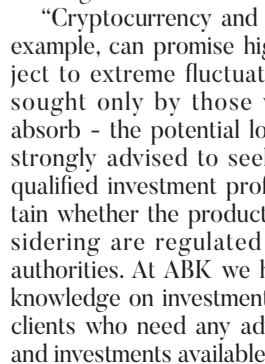 “Cryptocurrency and
example, can promise hig
ject to extreme fluctuat
sought only by those
absorb - the potential lo
strongly advised to see
qualified investment prof
tain whether the product
sidering are regulated
authorities. At ABK we h
knowledge on investment
clients who need any ad
and investments available